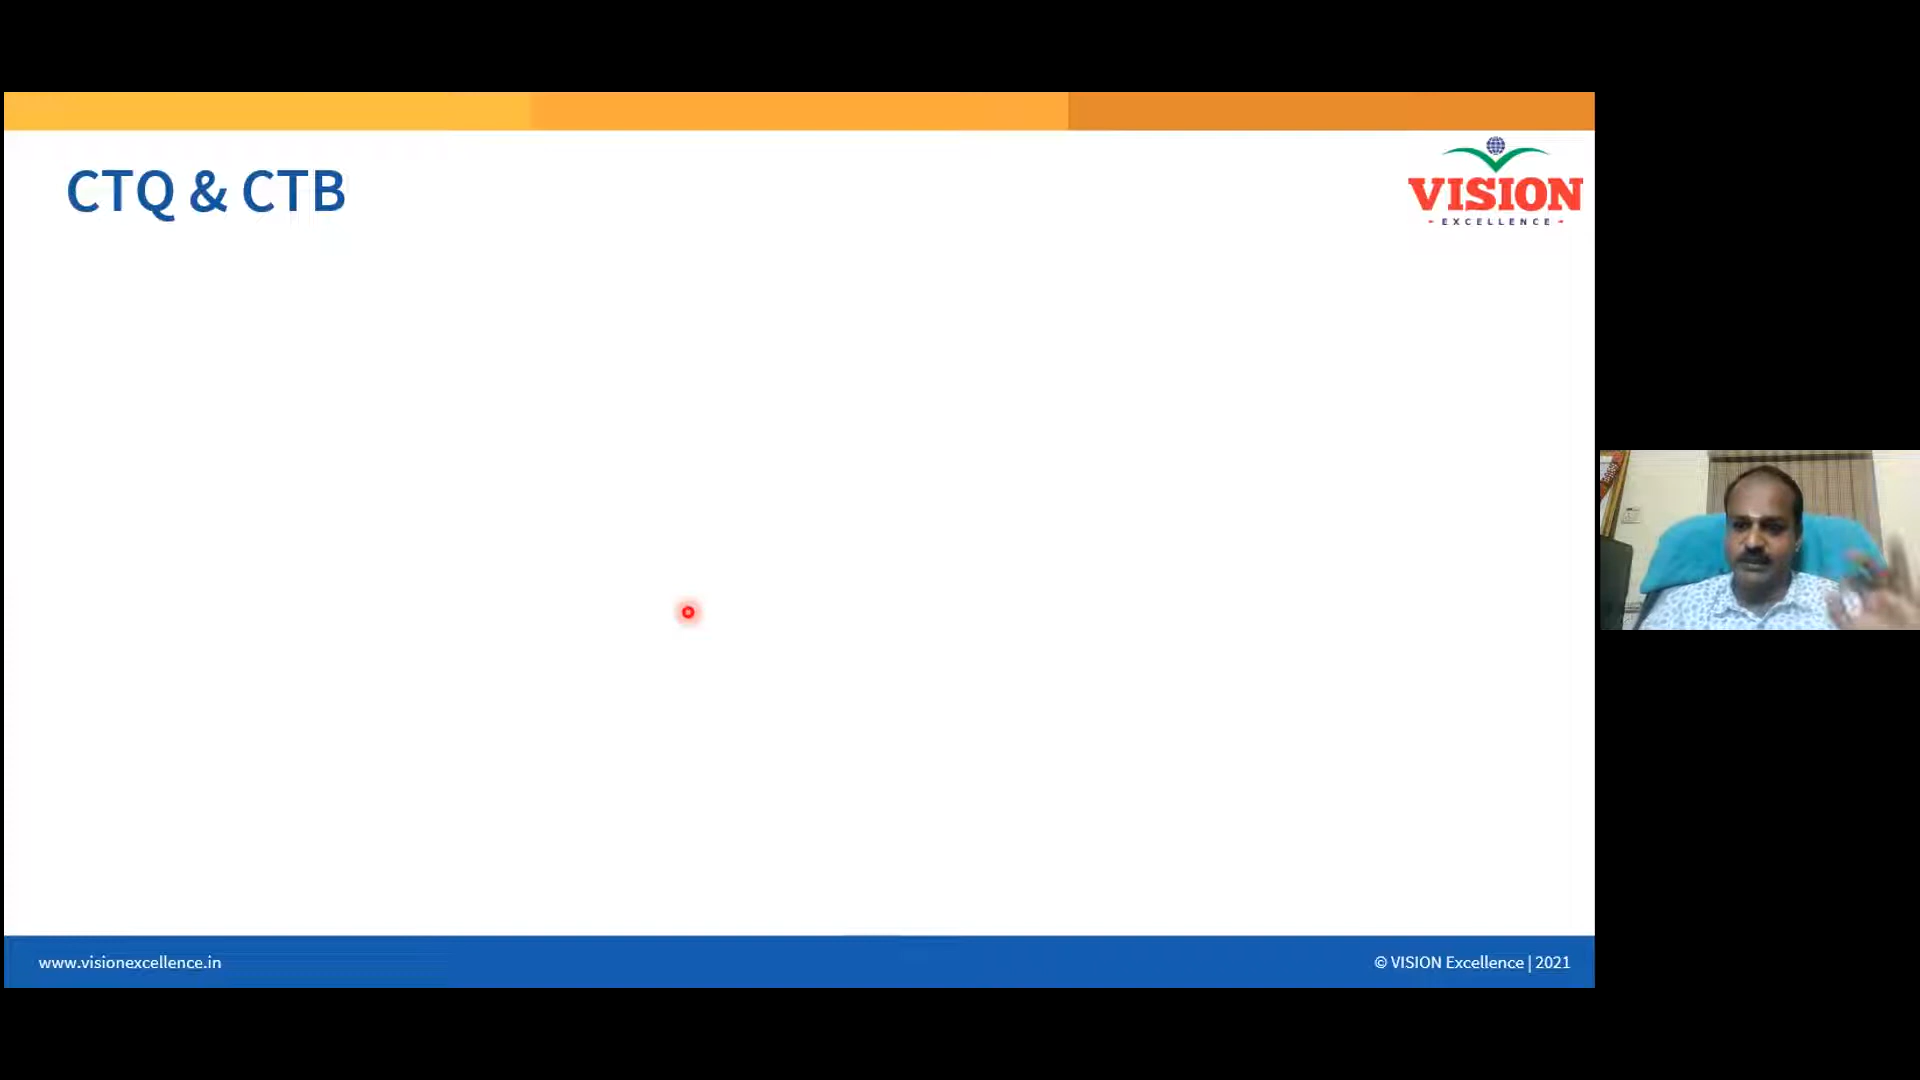 CTQ & CTB
VISION
EXCELLENCE
www.visionexcellence.in
© VISION Excellence | 2021